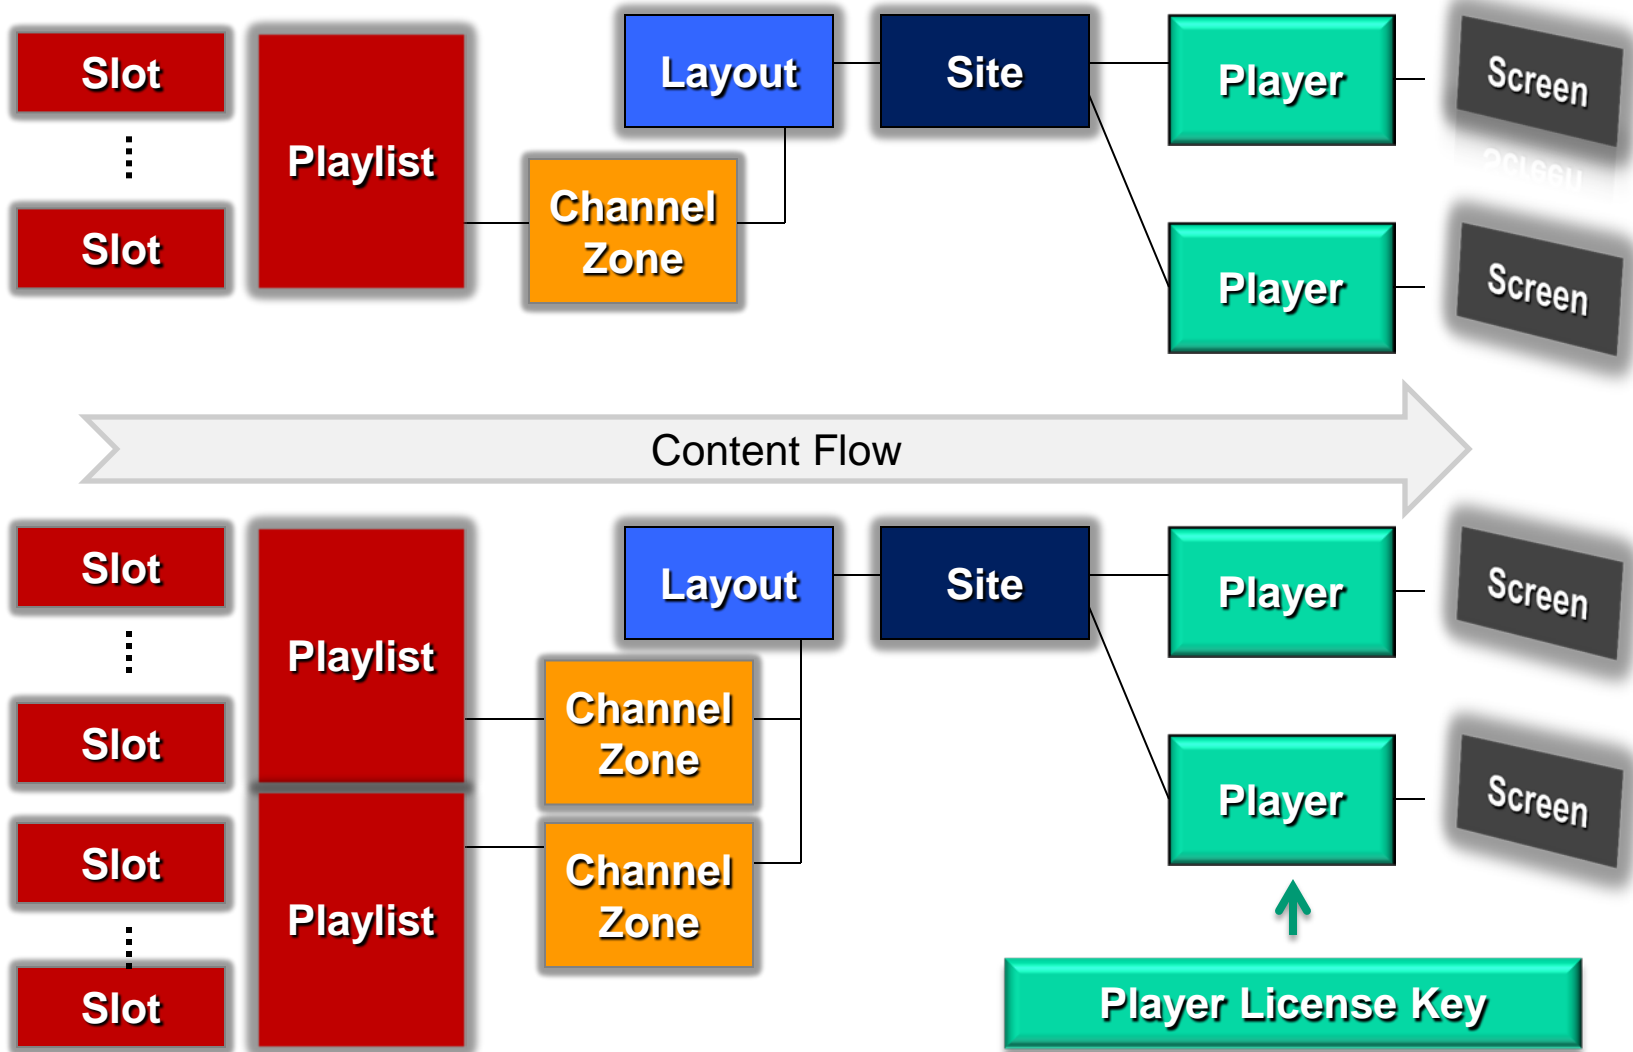 Slot
Playlist
Slot
Channel
Zone
Layout
Site
Player
Screen
Screen
Player
Screen
Content Flow
Slot
Playlist
Slot
Layout
Site
Player
Screen
Channel
Zone
Player
Screen
Slot
Playlist
Slot
Channel
Zone
Player License Key